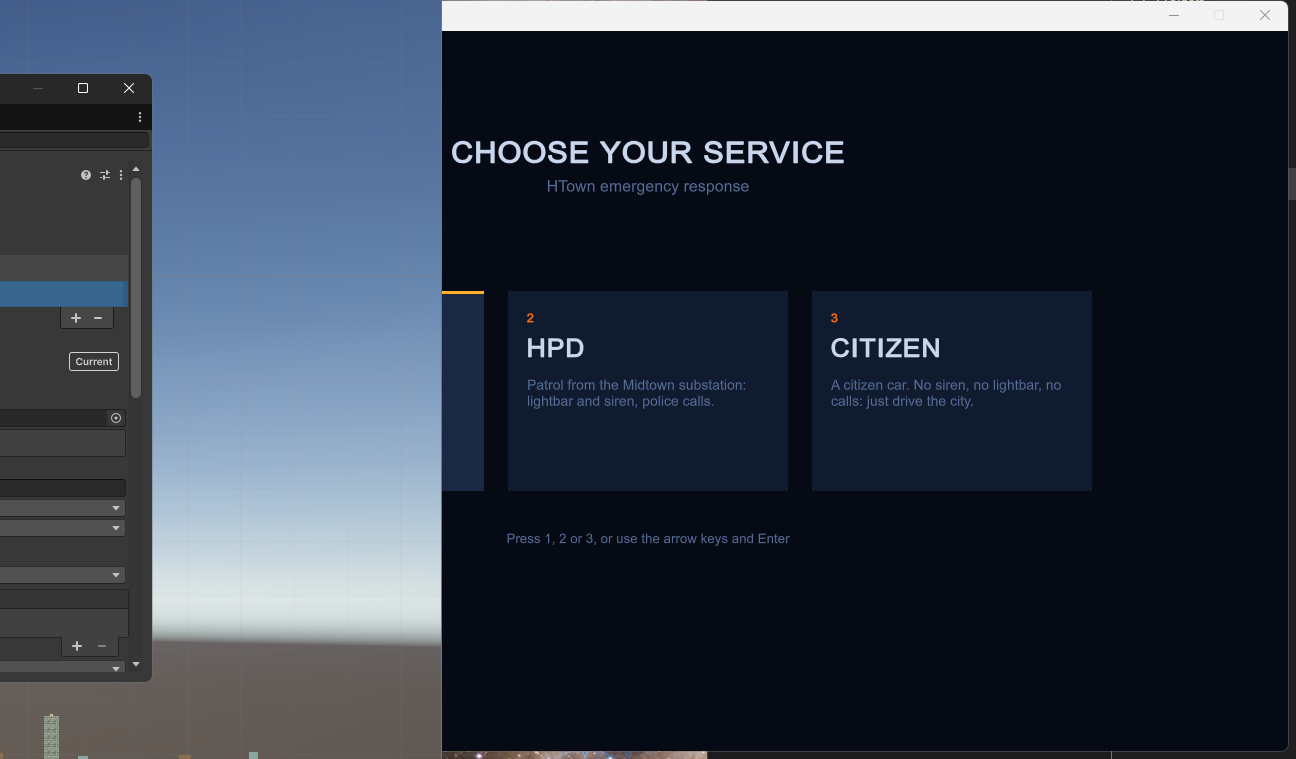 CHOOSE YOUR SERVICE
HTown emergency response
2
HPD
Patrol from the Midtown substation:
lightbar and siren, police calls.
3
CITIZEN
A citizen car. No siren, no lightbar, no
calls: just drive the city.
Press 1, 2 or 3, or use the arrow keys and Enter
Current